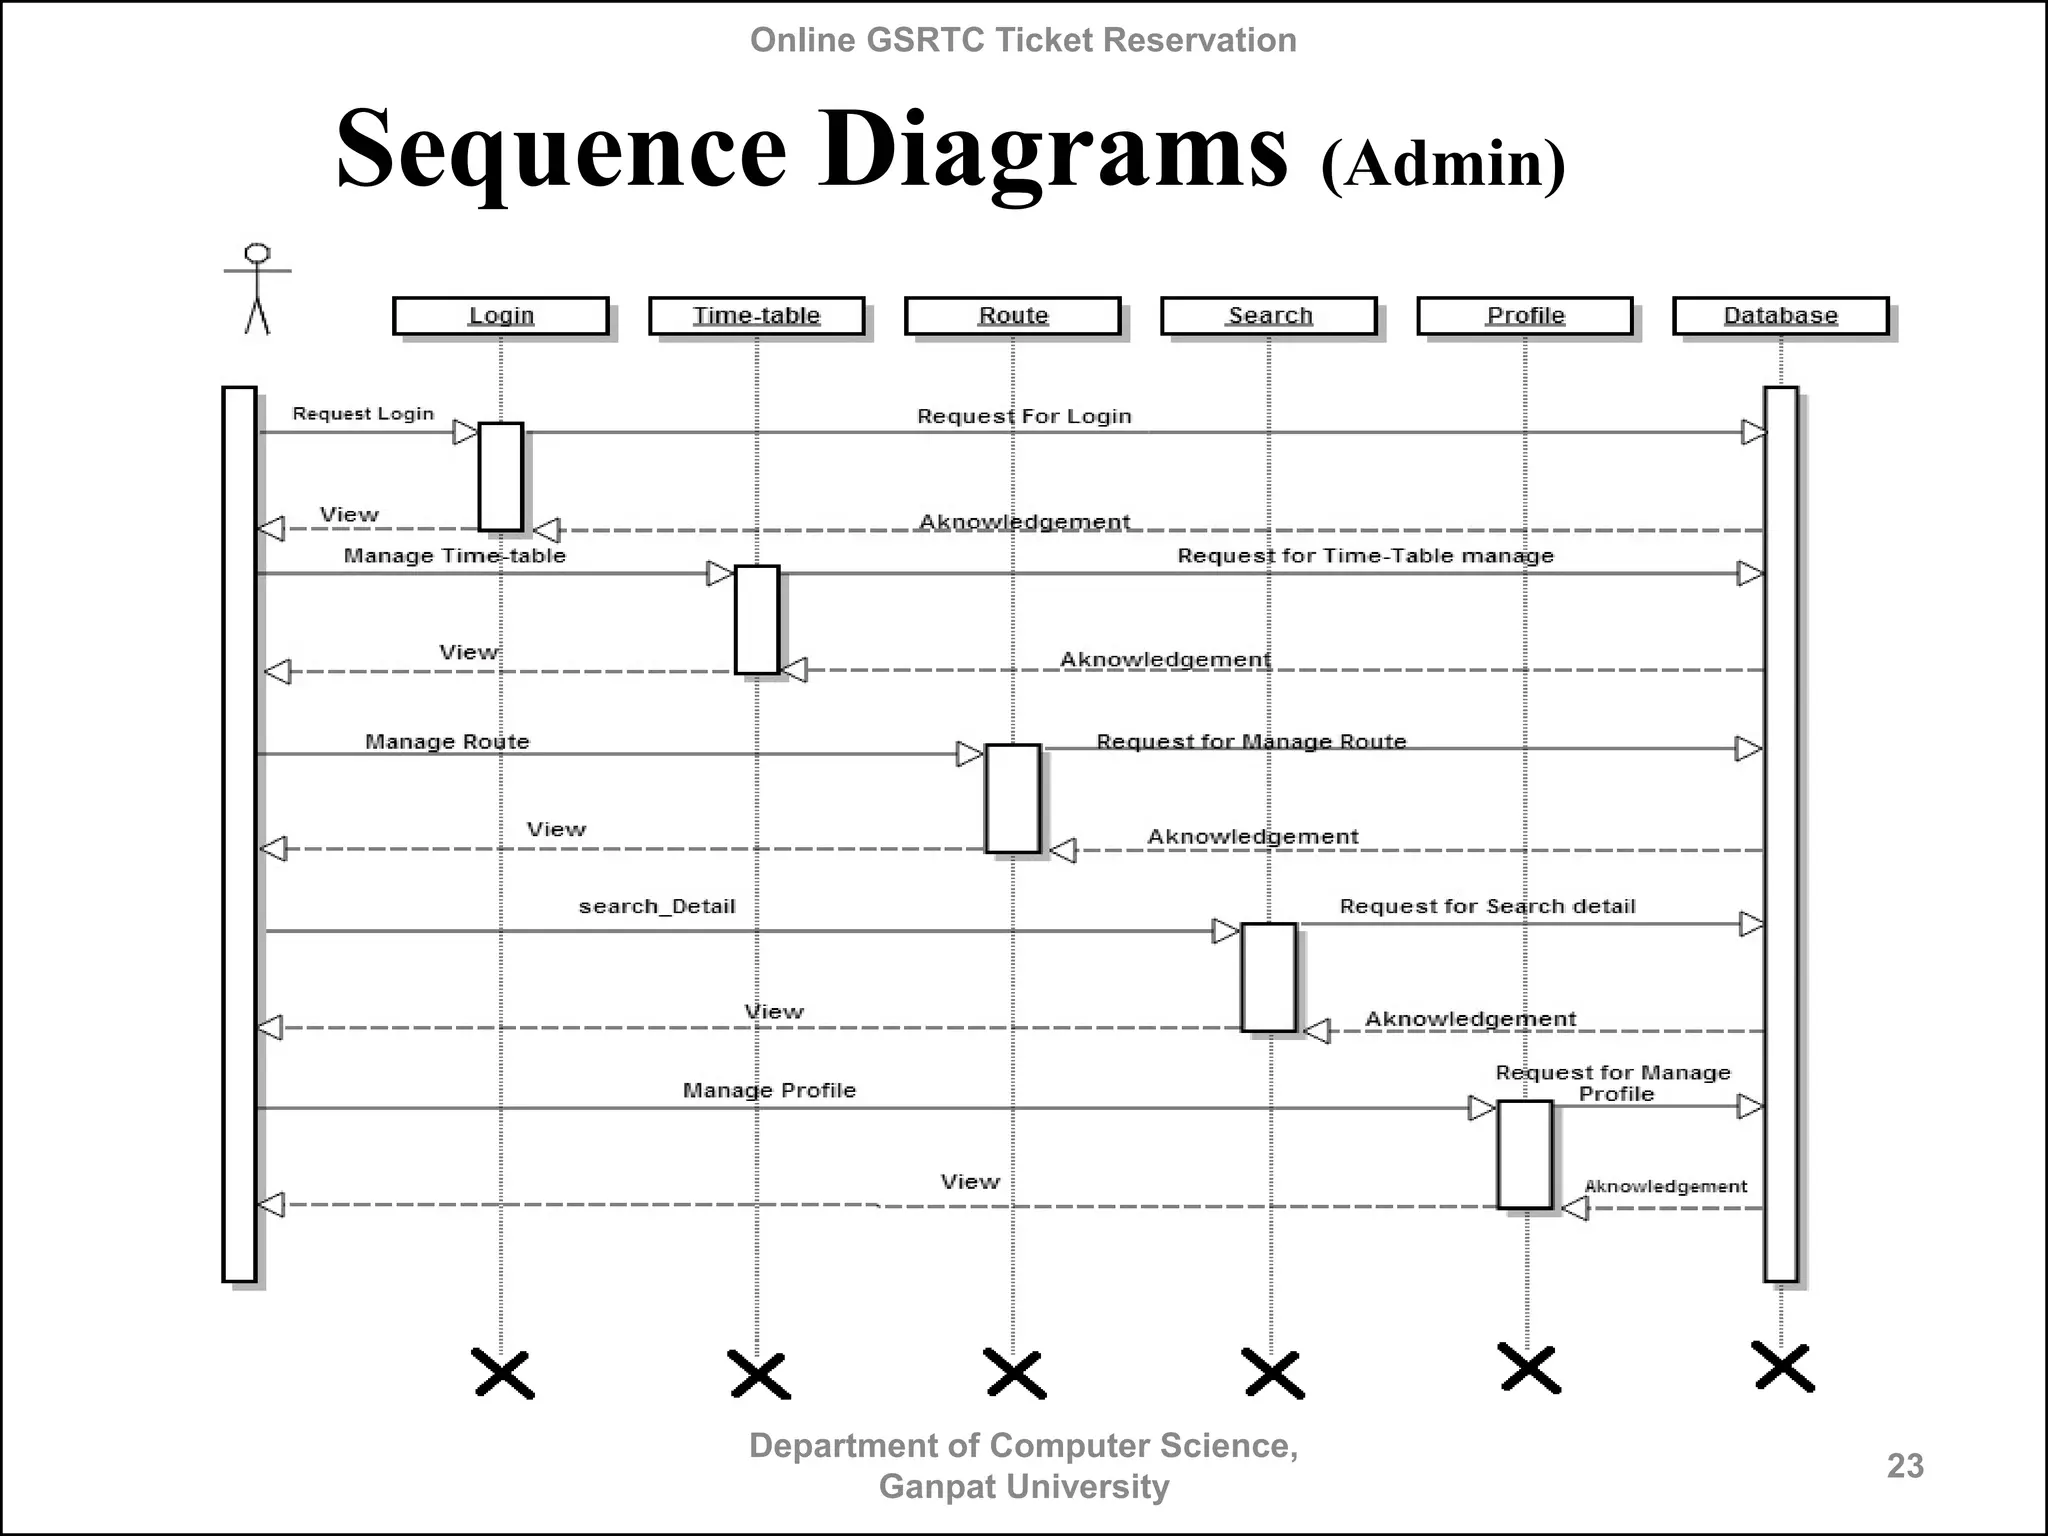 Online GSRTC Ticket Reservation
Sequence Diagrams (Admin)
Login
Time-table
Route
Search
Profile
Database
Request Login
Request For Login
View
Aknowledgement
Manage Time-table
Request for Time-Table manage
View
Aknowledgement
Manage Route
Request for Manage Route
View
Aknowledgement
search_Detail
Request for Search detail
View
Aknowledgement
Manage Profile
Request for Manage
Profile
View
Aknowledgement
Department of Computer Science,
Ganpat University
23